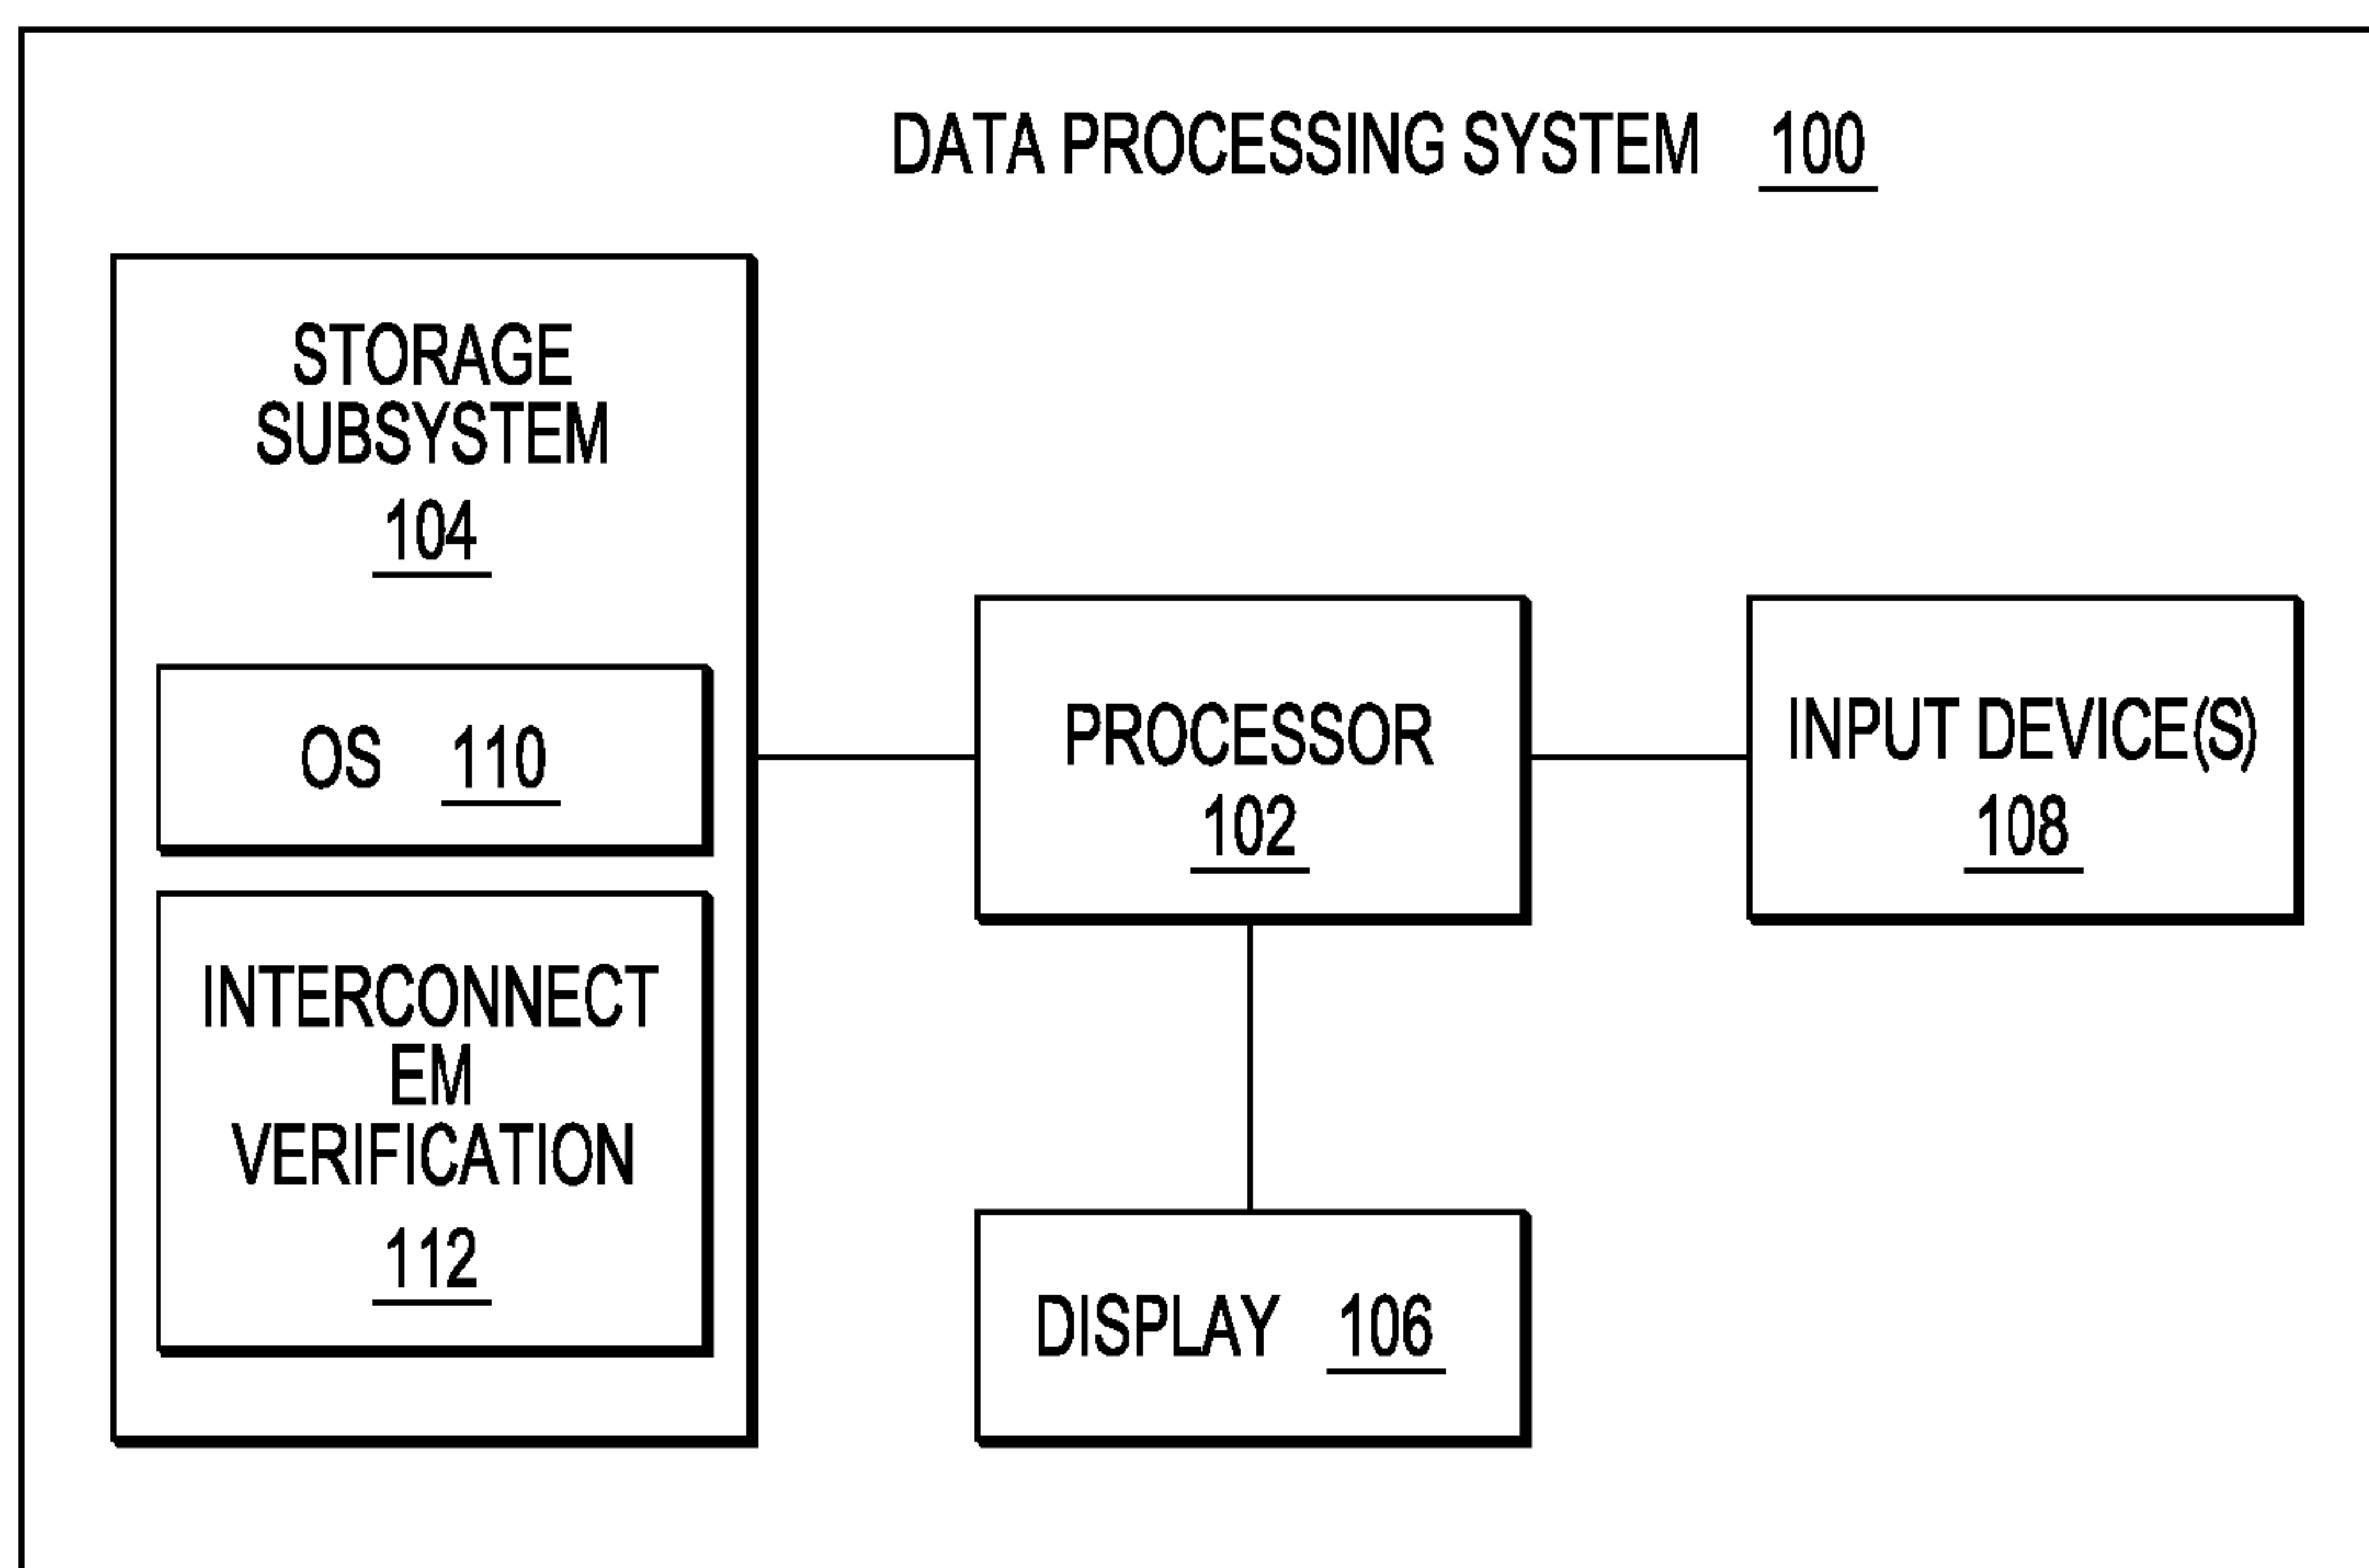 DATA PROCESSING SYSTEM 100
STORAGE
SUBSYSTEM
104
OS 110
INTERCONNECT
EM
VERIFICATION
112
PROCESSOR
102
INPUT DEVICE(S)
108
DISPLAY 106